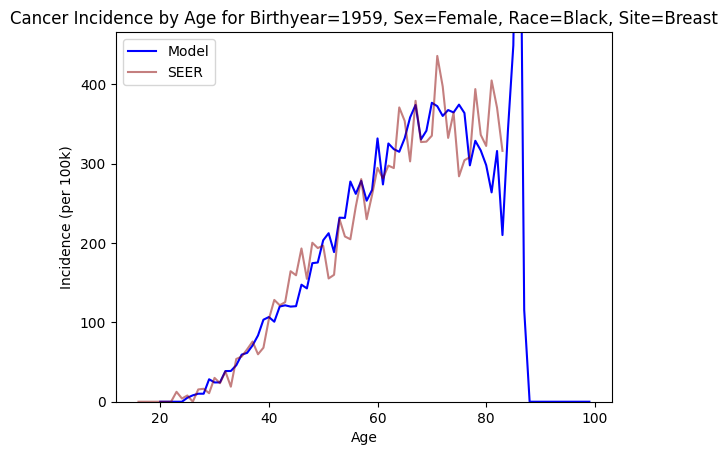 Cancer Incidence by Age for Birthyear=1959, Sex=Female, Race=Black, Site=Breast
Model
SEER
Incidence (per 100k)
400
300
200
100
0
20
40
60
80
100
Age